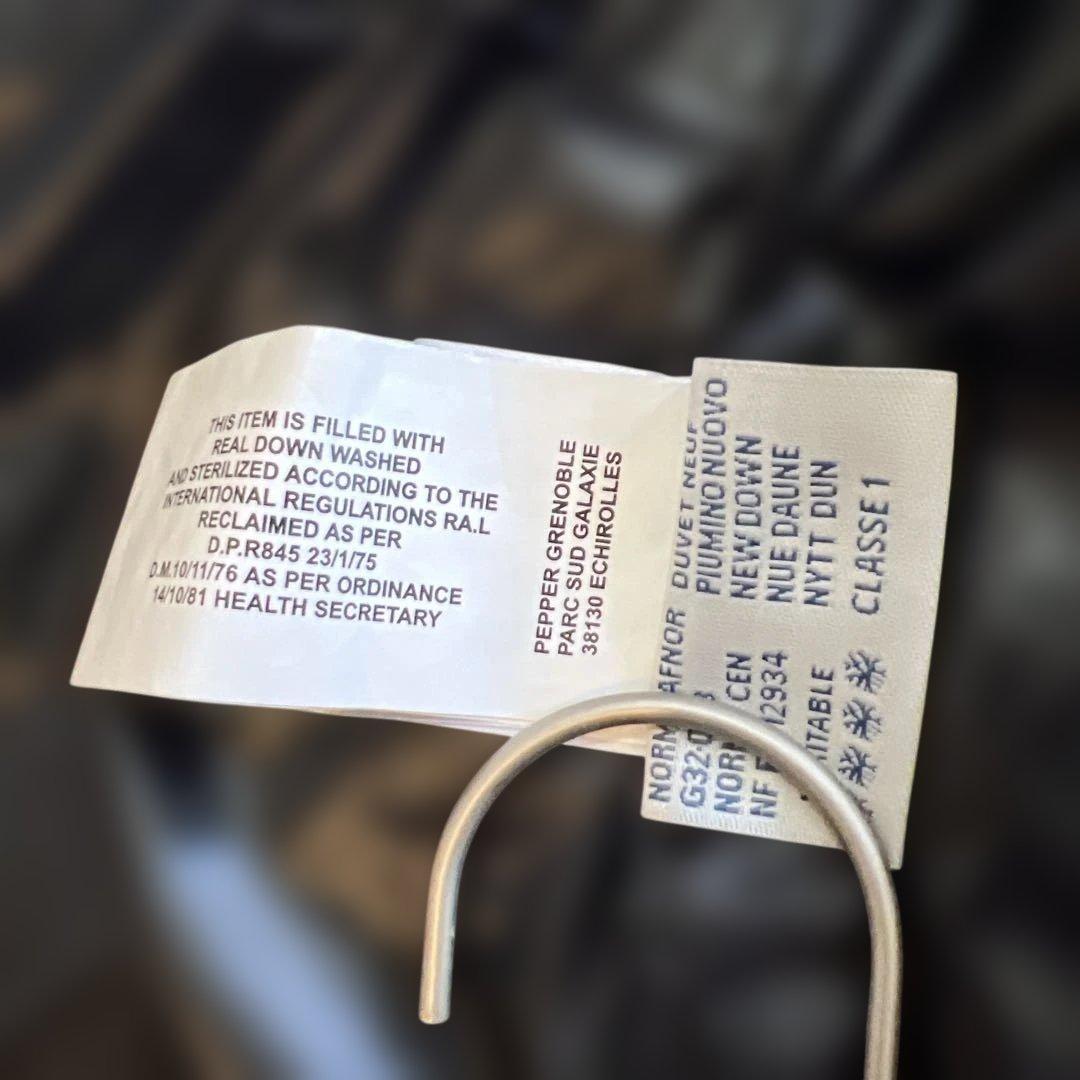 THIS ITEM IS FILLED WITH
REAL DOWN WASHED
AND STERILIZED ACCORDING TO THE
INTERNATIONAL REGULATIONS RA.L
RECLAIMED AS PER
D.P.R845 23/1/75
D.M.10/11/76 AS PER ORDINANCE
14/10/81 HEALTH SECRETARY
PEPPER GRENOBLE
PARC SUD GALAXIE
38130 ECHIROLLES
AFNOR DUVET NEUF
PIUMINO NUOVO
CEN NEW DOWN
NF 12934 NUE DAUNE
NYTT DUN
CLASSE 1